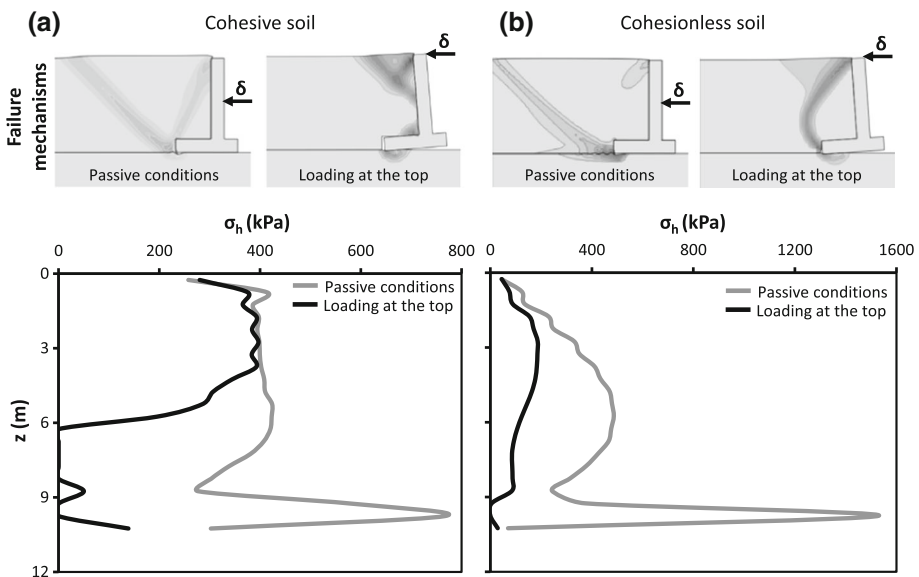 (a) Cohesive soil
(b) Cohesionless soil
Failure mechanisms
δ
δ
δ
δ
Passive conditions
Loading at the top
Passive conditions
Loading at the top
σh (kPa)
0 200 400 600 800
σh (kPa)
0 400 800 1200 1600
z (m)
0
3
6
9
12
Passive conditions
Loading at the top
Passive conditions
Loading at the top